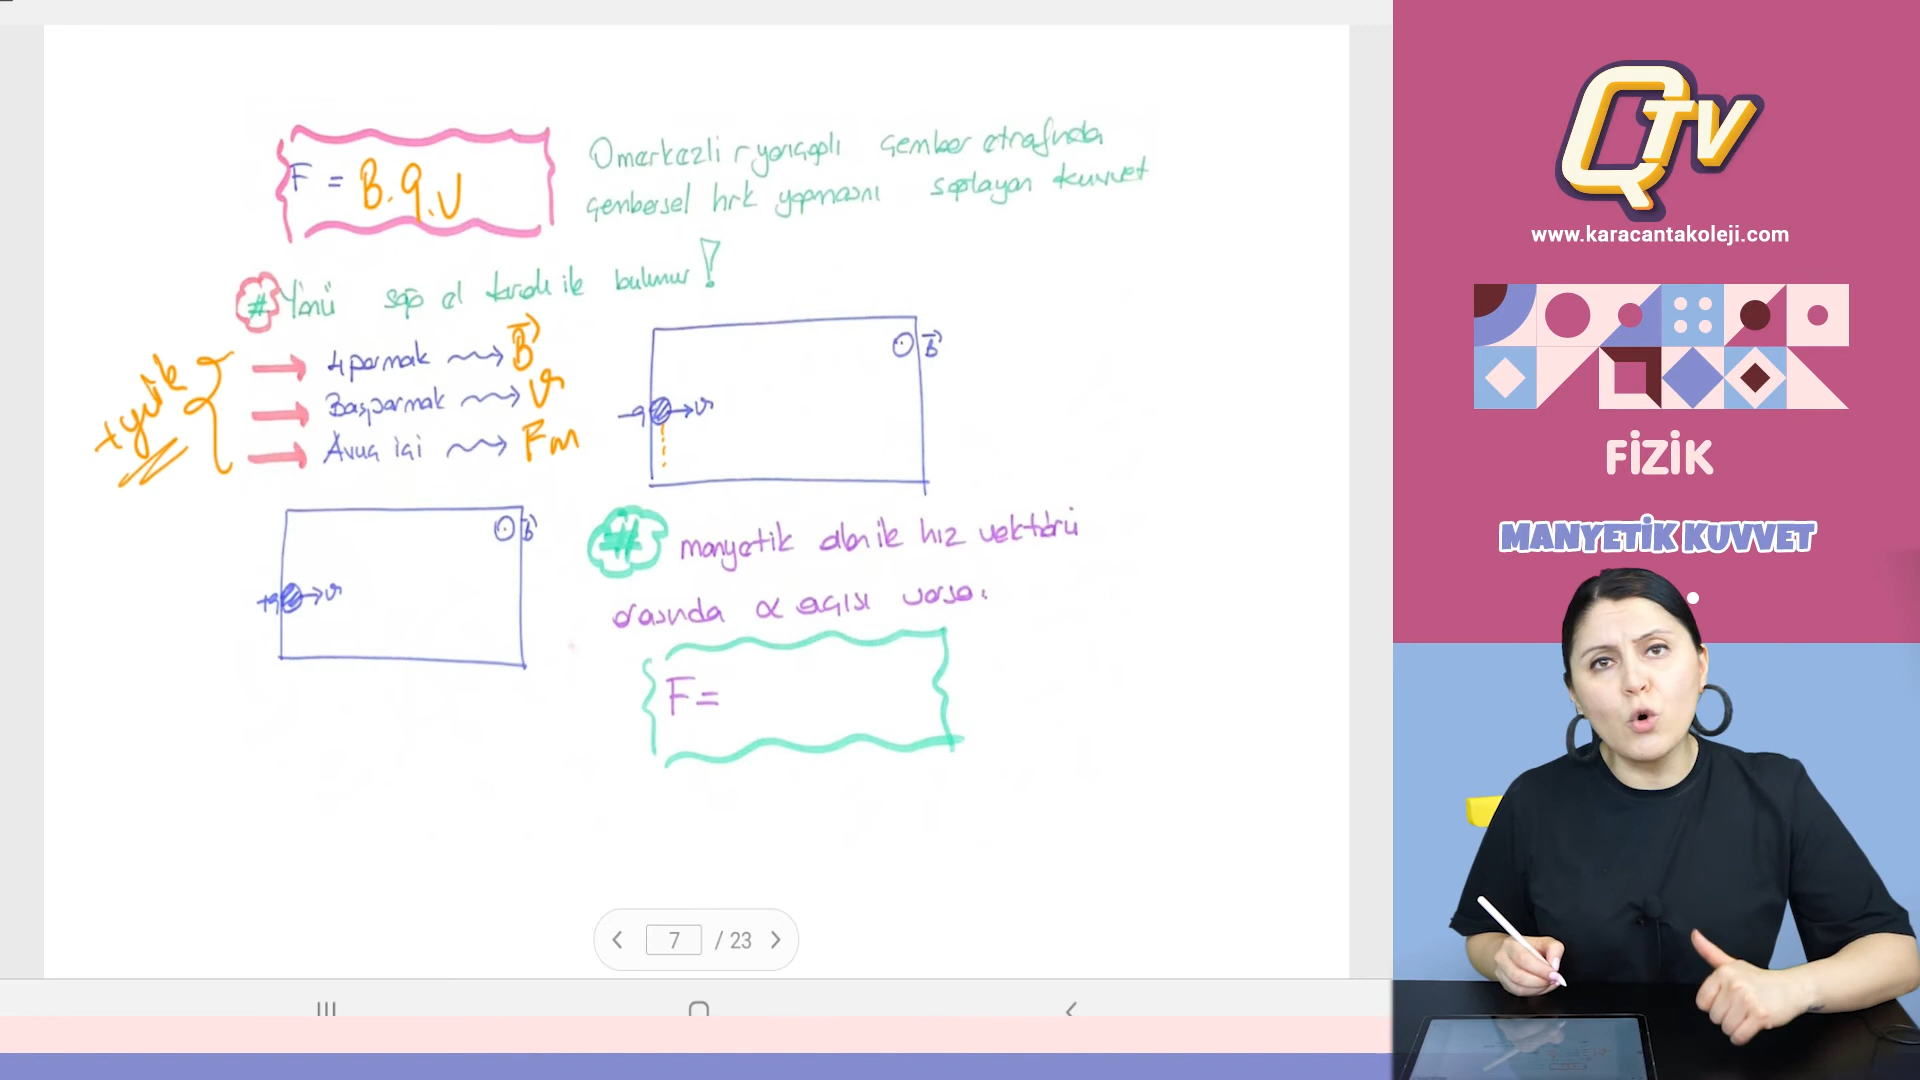 F = B.q.v
O merkezli r yarıçaplı çember etrafında
çembersel hrk yapmasını sağlayan kuvvet
# Yönü sağ el kuralı ile bulunur!
+ yük
4 parmak B
Başparmak v
Avuç içi Fm
B
-q v
B
+q v
# manyetik alan ile hız vektörü
arasında α açısı varsa.
F=
7 / 23
QTV
www.karacantakoleji.com
FİZİK
MANYETİK KUVVET